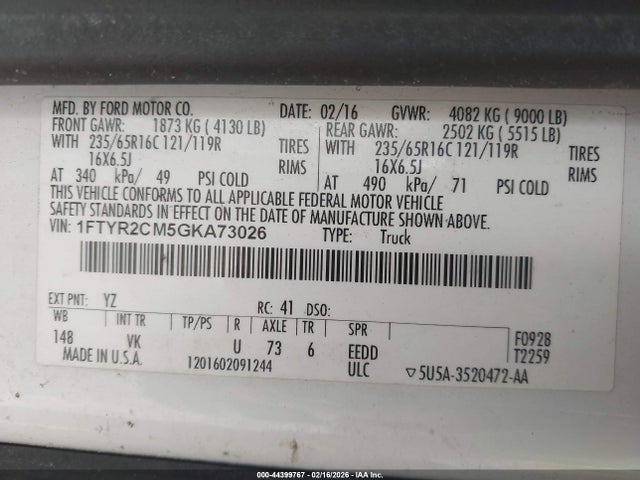 MFD. BY FORD MOTOR CO. DATE: 02/16 GVWR: 4082 KG ( 9000 LB)
FRONT GAWR: 1873 KG ( 4130 LB) REAR GAWR: 2502 KG ( 5515 LB)
WITH 235/65R16C 121/119R TIRES WITH 235/65R16C 121/119R TIRES
16X6.5J RIMS 16X6.5J RIMS
AT 340 kPa/ 49 PSI COLD AT 490 kPa/ 71 PSI COLD
THIS VEHICLE CONFORMS TO ALL APPLICABLE FEDERAL MOTOR VEHICLE
SAFETY STANDARDS IN EFFECT ON THE DATE OF MANUFACTURE SHOWN ABOVE.
VIN: 1FTYR2CM5GKA73026 TYPE: Truck
EXT PNT: YZ RC: 41 DSO:
WB INT TR TP/PS R AXLE TR SPR F0928
148 VK U 73 6 EEDD T2259
MADE IN U.S.A. 1201602091244 ULC ▽5U5A-3520472-AA
000-44399767 - 02/16/2026 - IAA Inc.